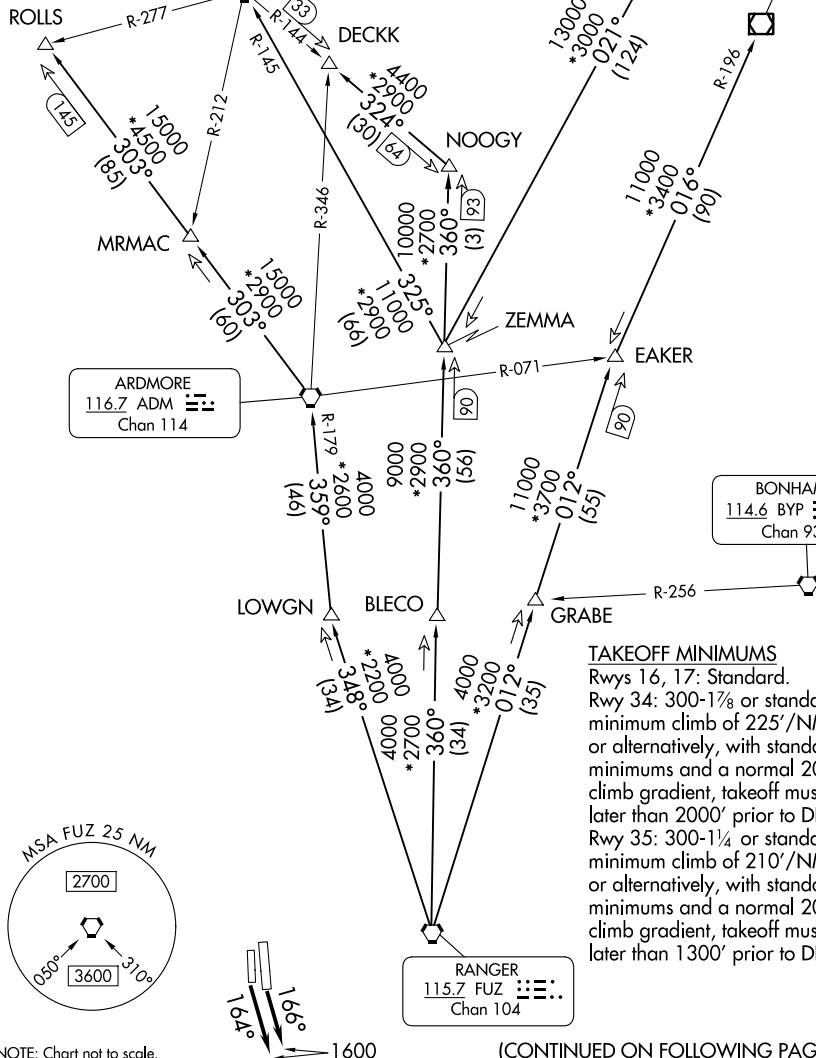 ROLLS
R-277
33
R-144
DECKK
R-145
13000
*3000
021°
(124)
R-196
145
15000
*4500
303°
(85)
R-212
4400
*2900
324°
(30)
64
NOOGY
R-346
93
10000
*2700
360°
(3)
11000
*3400
016°
(90)
MRMAC
15000
*2900
303°
(60)
325°
11000
*2900
(66)
ZEMMA
EAKER
R-071
ARDMORE
116.7 ADM
Chan 114
90
90
R-179
4000
*2600
359°
(46)
9000
*2900
360°
(56)
11000
*3700
012°
(55)
BONHAM
114.6 BYP
Chan 93
R-256
LOWGN
BLECO
GRABE
4000
*2200
348°
(34)
4000
*2700
360°
(34)
4000
*3200
012°
(35)
TAKEOFF MINIMUMS
Rwys 16, 17: Standard.
Rwy 34: 300-1⅞ or standa
minimum climb of 225'/NM
or alternatively, with standa
minimums and a normal 20
climb gradient, takeoff mus
later than 2000' prior to DE
Rwy 35: 300-1¼ or standa
minimum climb of 210'/NM
or alternatively, with standa
minimums and a normal 20
climb gradient, takeoff mus
later than 1300' prior to DE
MSA FUZ 25 NM
2700
050°
310°
3600
RANGER
115.7 FUZ
Chan 104
164°
166°
1600
NOTE: Chart not to scale.
(CONTINUED ON FOLLOWING PAG